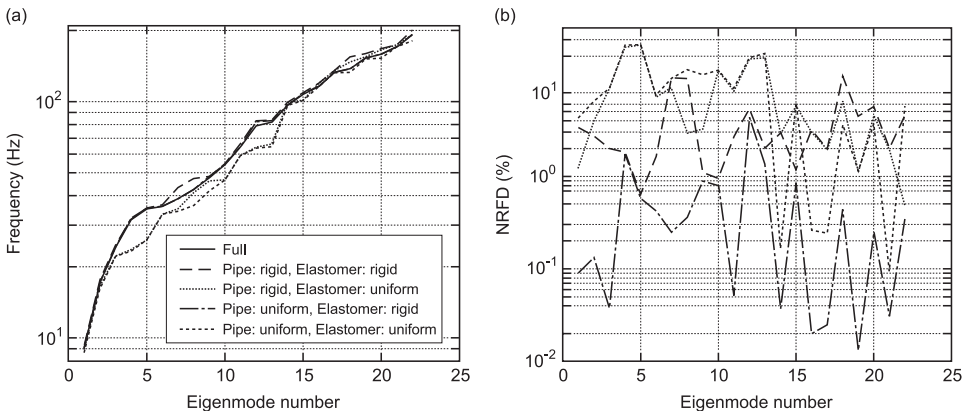 (a)
10^2
10^1
Frequency (Hz)
Full
Pipe: rigid, Elastomer: rigid
Pipe: rigid, Elastomer: uniform
Pipe: uniform, Elastomer: rigid
Pipe: uniform, Elastomer: uniform
0 5 10 15 20 25
Eigenmode number
(b)
10^1
10^0
10^-1
10^-2
NRFD (%)
0 5 10 15 20 25
Eigenmode number